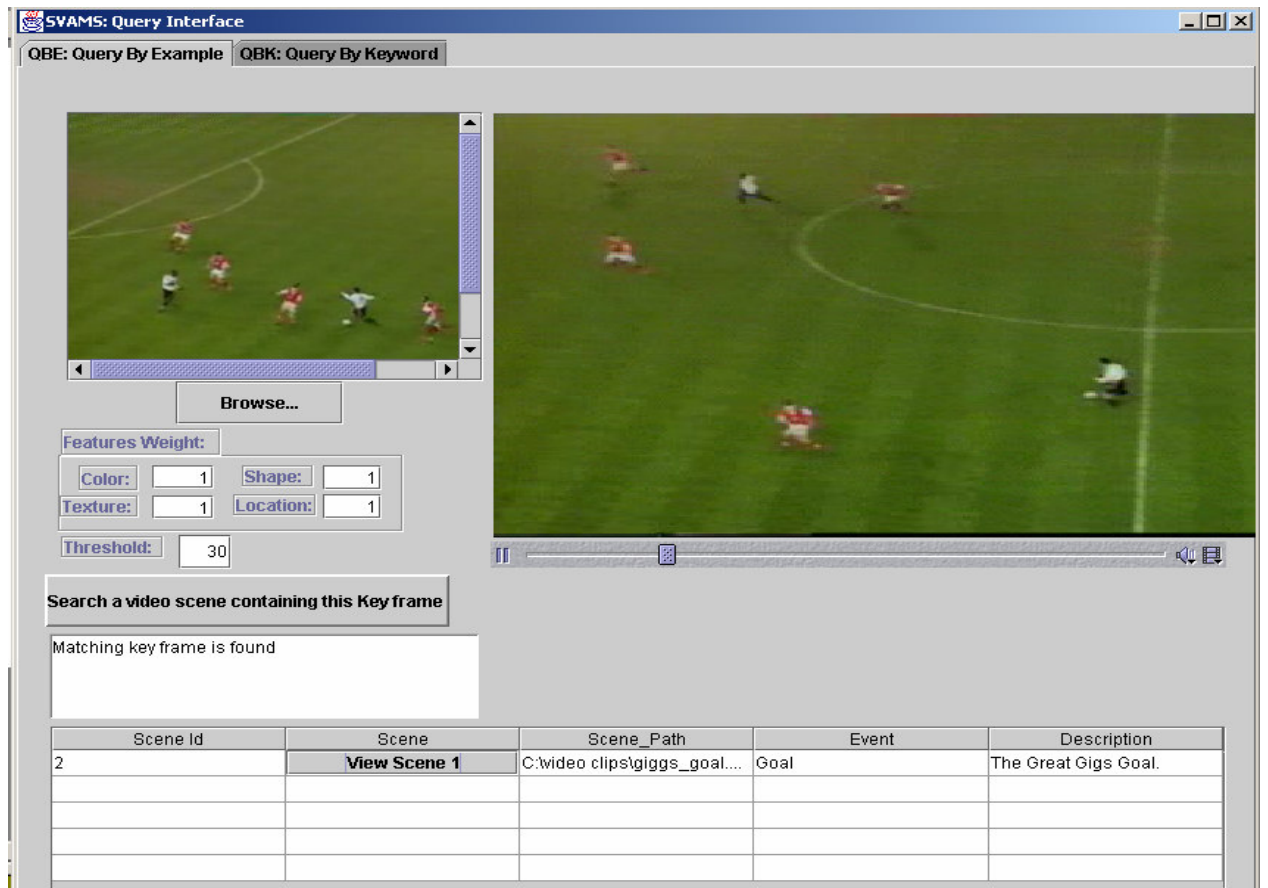 SVAMS: Query Interface
QBE: Query By Example QBK: Query By Keyword
Browse...
Features Weight:
Color: 1 Shape: 1
Texture: 1 Location: 1
Threshold: 30
Search a video scene containing this Key frame
Matching key frame is found
Scene Id Scene Scene_Path Event Description
2 View Scene 1 C:\video clips\giggs_goal.... Goal The Great Gigs Goal.